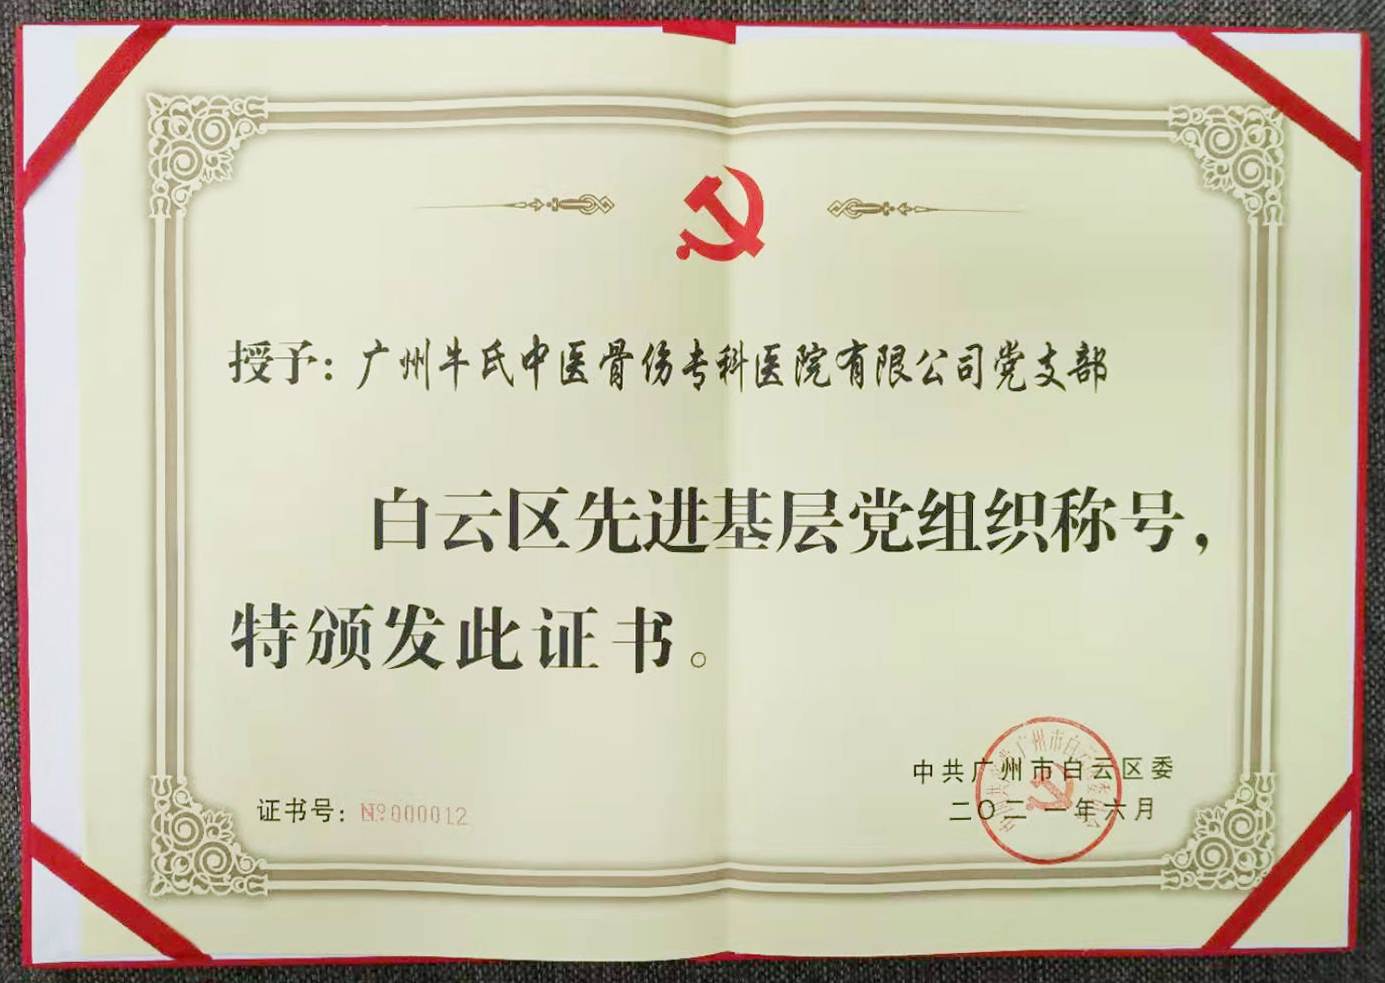 授予：广州牛氏中医骨伤专科医院有限公司党支部
白云区先进基层党组织称号，
特颁发此证书。
中共广州市白云区委
二〇二一年六月
证书号：№000012